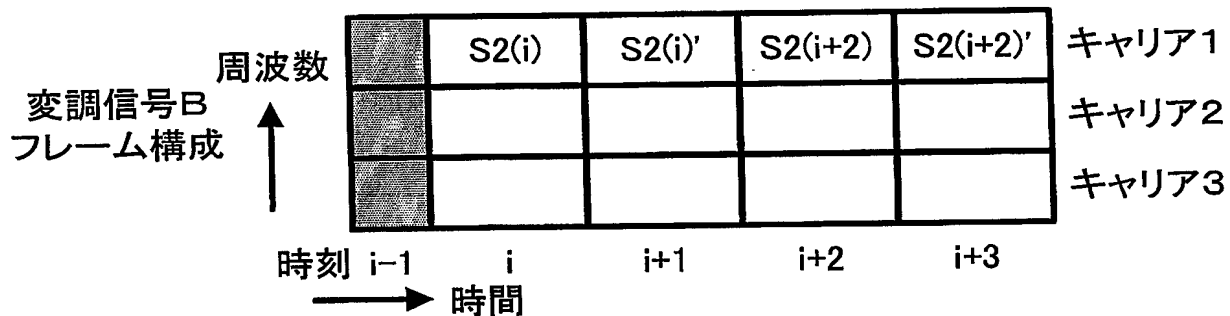 変調信号B
フレーム構成
周波数
S2(i) S2(i)' S2(i+2) S2(i+2)' キャリア1
キャリア2
キャリア3
時刻 i-1 i i+1 i+2 i+3
時間